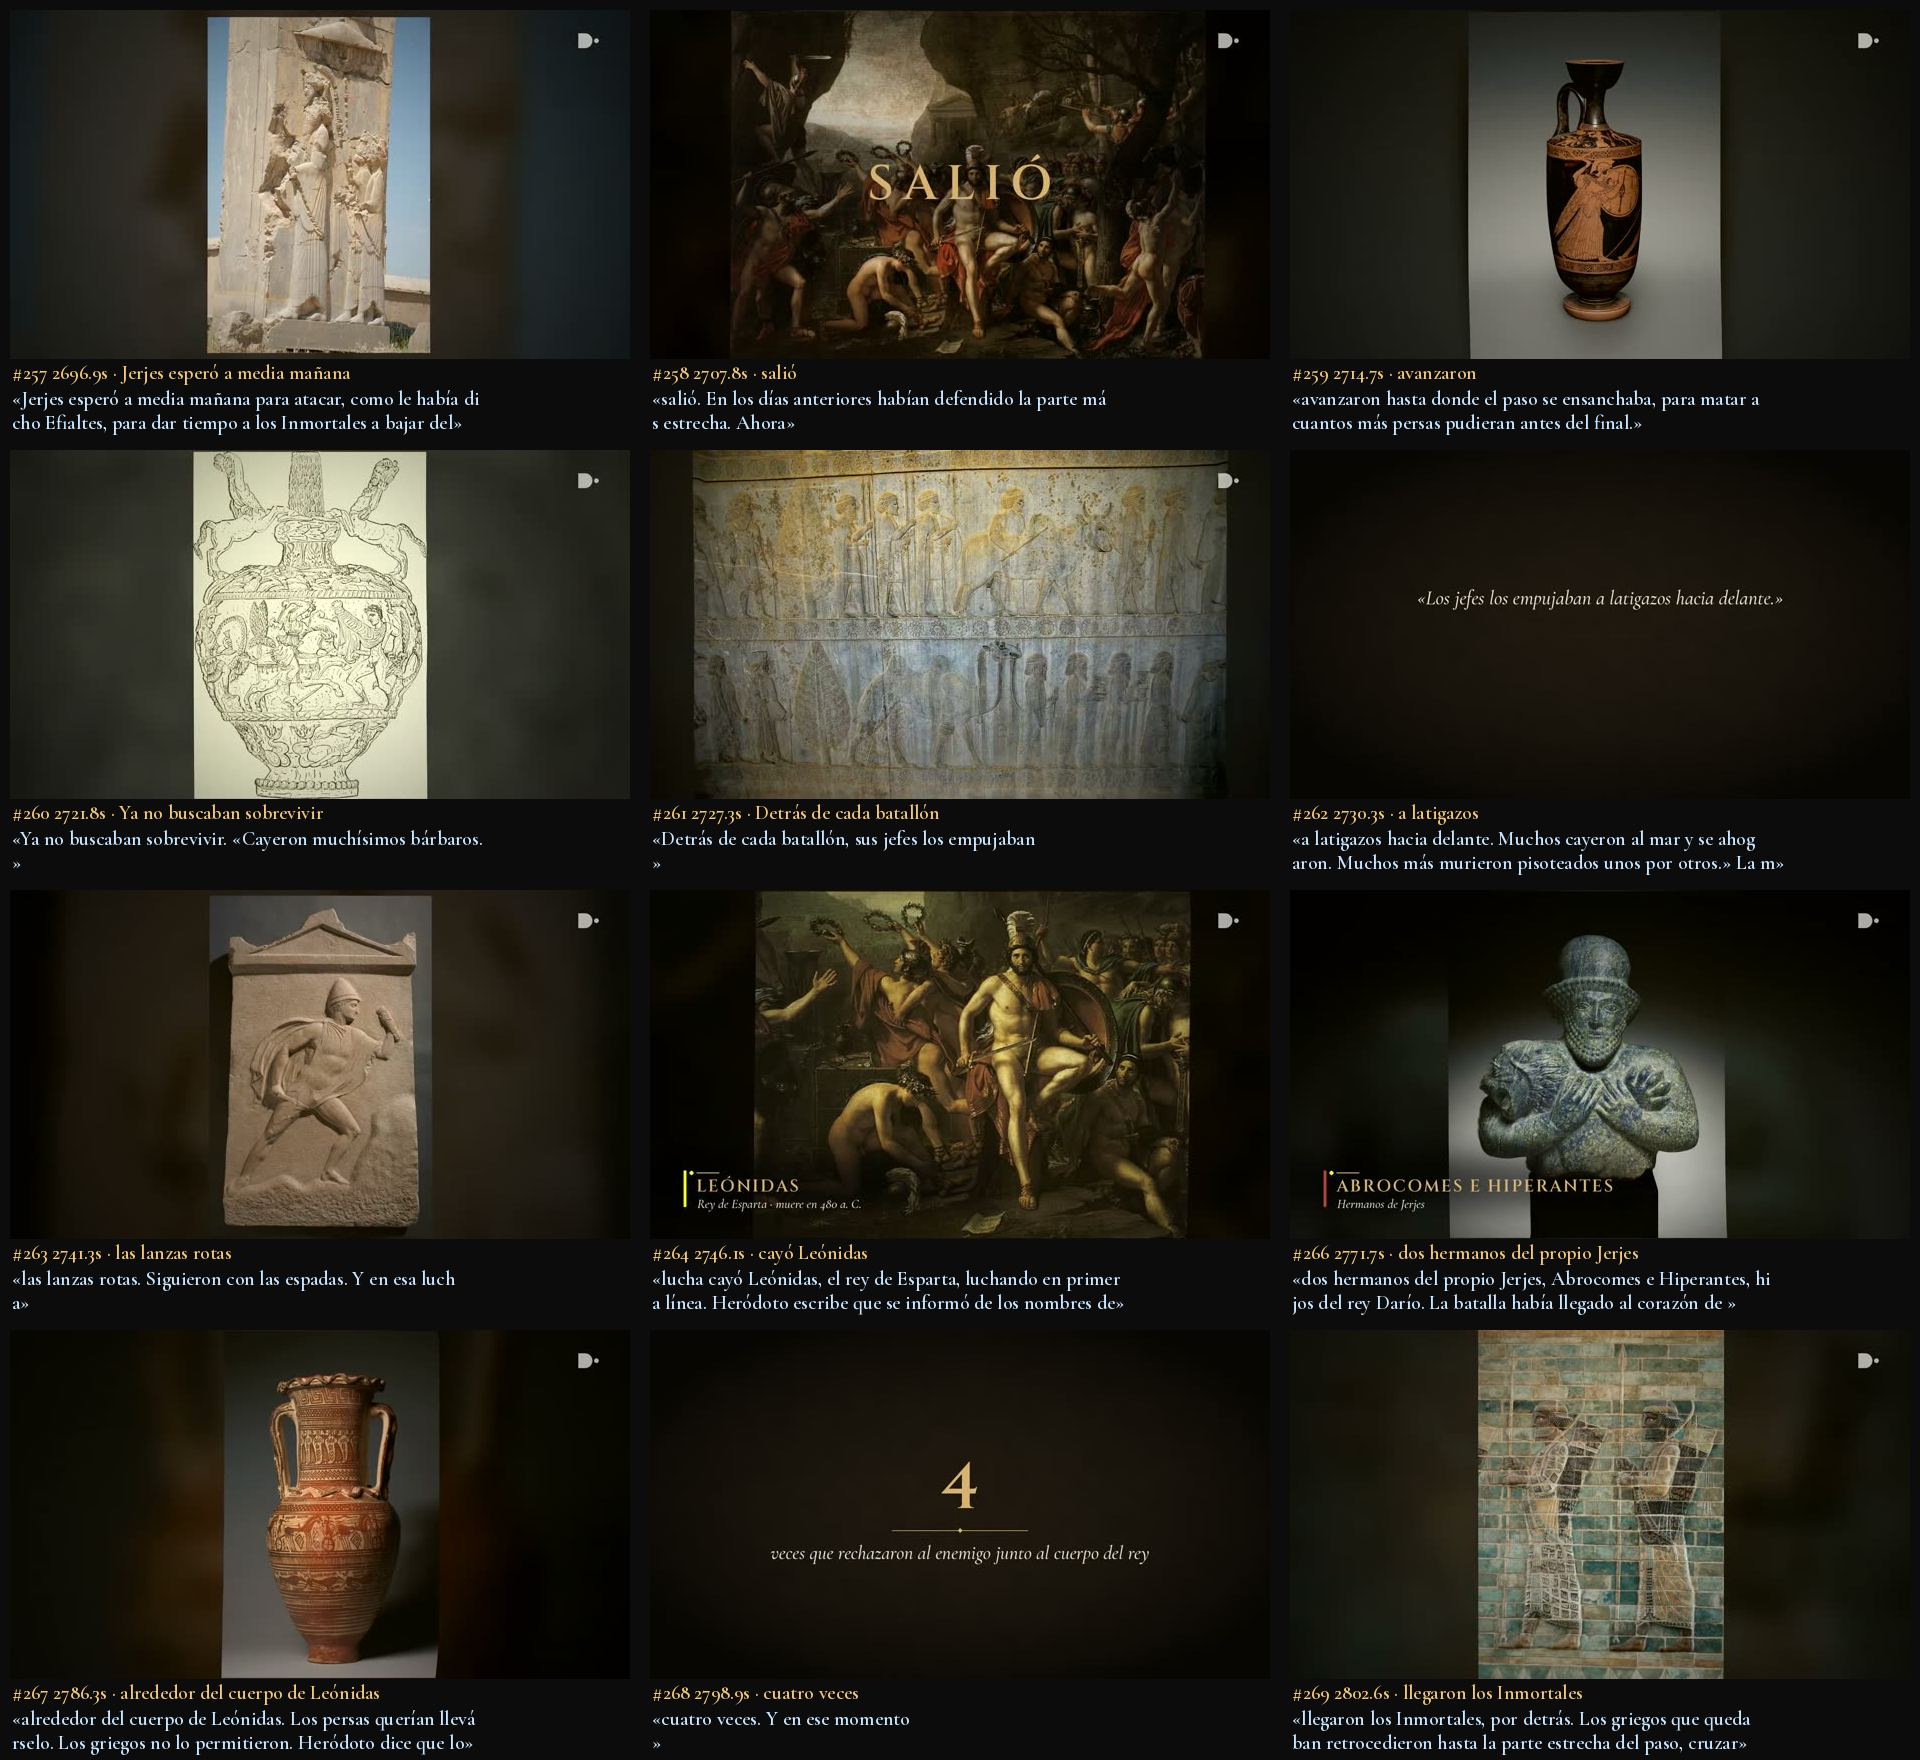 #257 2696.9s · Jerjes esperó a media mañana
«Jerjes esperó a media mañana para atacar, como le había di
cho Efialtes, para dar tiempo a los Inmortales a bajar del»
SALIÓ
#258 2707.8s · salió
«salió. En los días anteriores habían defendido la parte má
s estrecha. Ahora»
#259 2714.7s · avanzaron
«avanzaron hasta donde el paso se ensanchaba, para matar a
cuantos más persas pudieran antes del final.»
#260 2721.8s · Ya no buscaban sobrevivir
«Ya no buscaban sobrevivir. «Cayeron muchísimos bárbaros.
»
#261 2727.3s · Detrás de cada batallón
«Detrás de cada batallón, sus jefes los empujaban
»
«Los jefes los empujaban a latigazos hacia delante.»
#262 2730.3s · a latigazos
«a latigazos hacia delante. Muchos cayeron al mar y se ahog
aron. Muchos más murieron pisoteados unos por otros.» La m»
#263 2741.3s · las lanzas rotas
«las lanzas rotas. Siguieron con las espadas. Y en esa luch
a»
LEÓNIDAS
Rey de Esparta · muere en 480 a. C.
#264 2746.1s · cayó Leónidas
«lucha cayó Leónidas, el rey de Esparta, luchando en primer
a línea. Heródoto escribe que se informó de los nombres de»
ABROCOMES E HIPERANTES
Hermanos de Jerjes
#266 2771.7s · dos hermanos del propio Jerjes
«dos hermanos del propio Jerjes, Abrocomes e Hiperantes, hi
jos del rey Darío. La batalla había llegado al corazón de »
#267 2786.3s · alrededor del cuerpo de Leónidas
«alrededor del cuerpo de Leónidas. Los persas querían llevá
rselo. Los griegos no lo permitieron. Heródoto dice que lo»
4
veces que rechazaron al enemigo junto al cuerpo del rey
#268 2798.9s · cuatro veces
«cuatro veces. Y en ese momento
»
#269 2802.6s · llegaron los Inmortales
«llegaron los Inmortales, por detrás. Los griegos que queda
ban retrocedieron hasta la parte estrecha del paso, cruzar»